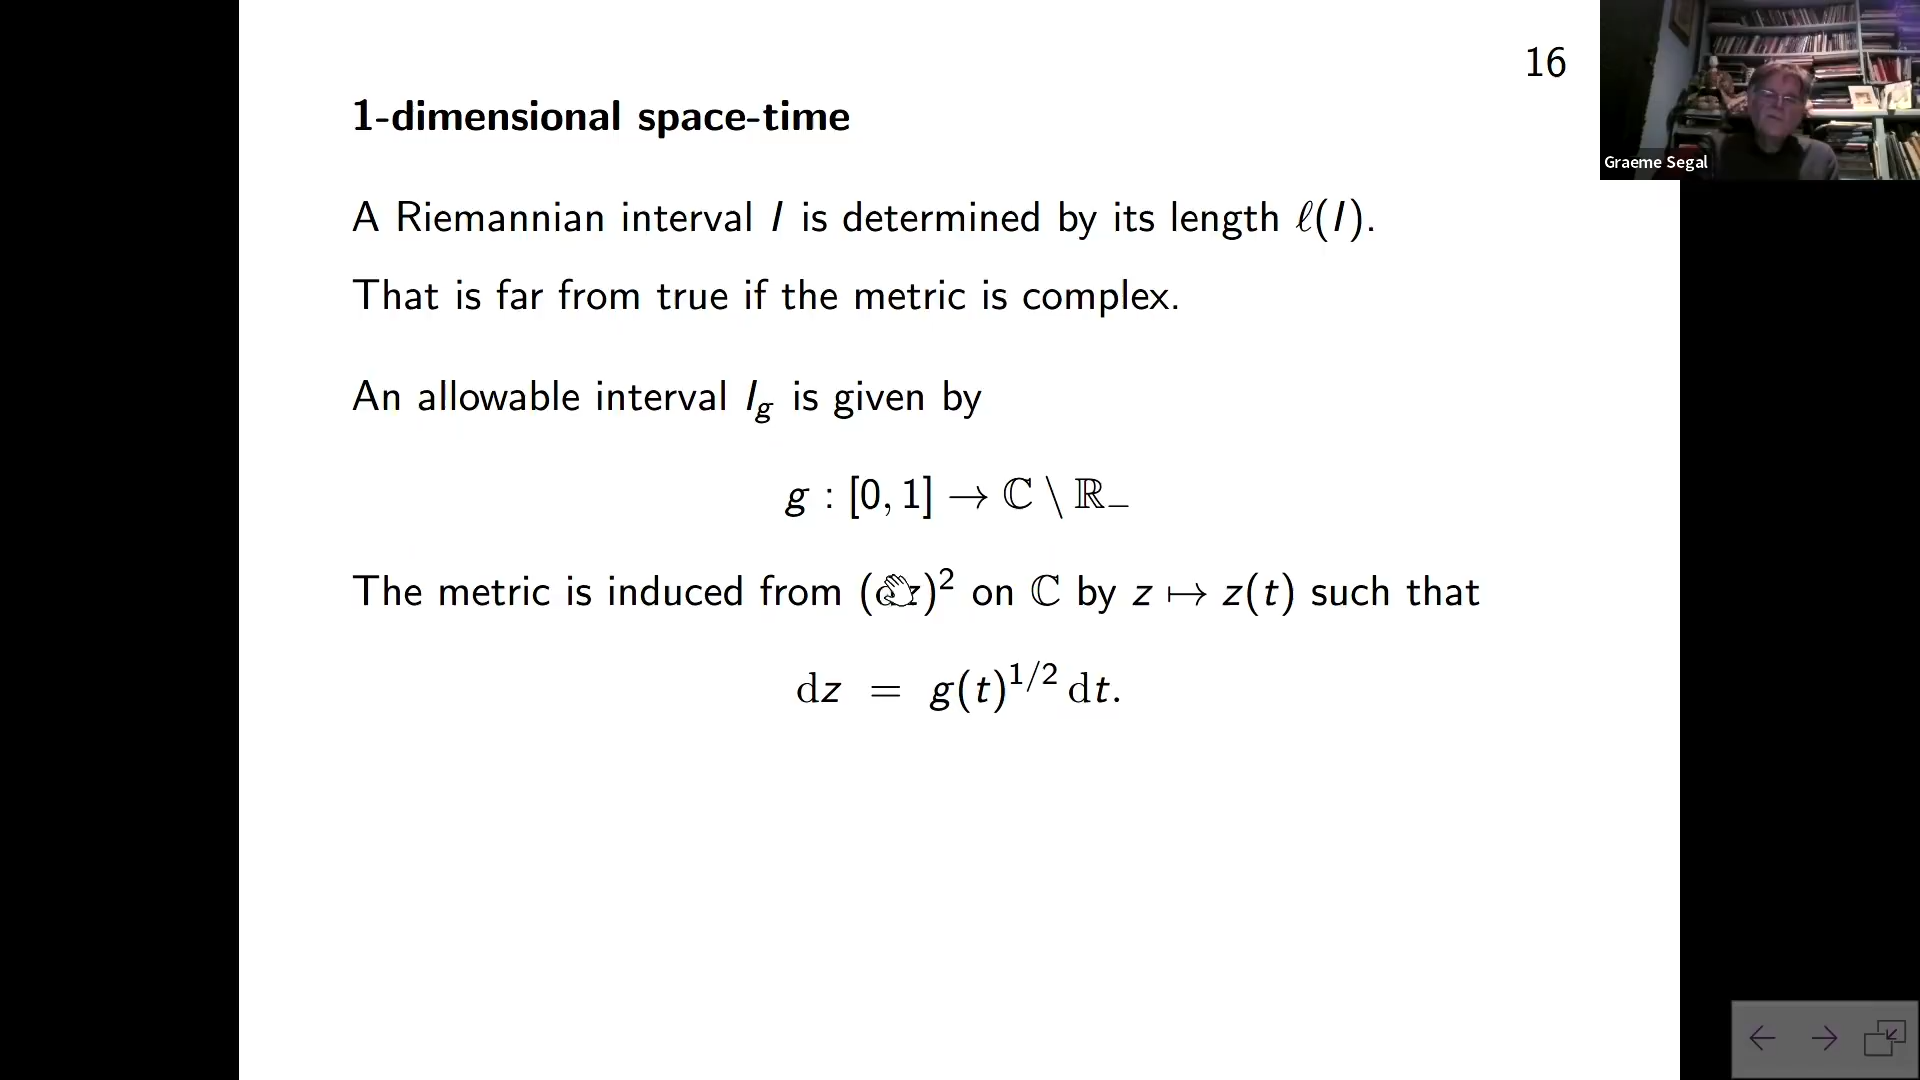 16
1-dimensional space-time
A Riemannian interval I is determined by its length ℓ(I).
That is far from true if the metric is complex.
An allowable interval I_g is given by
g : [0, 1] → ℂ \ ℝ₋
The metric is induced from (dz)² on ℂ by z ↦ z(t) such that
dz = g(t)^{1/2} dt.
Graeme Segal